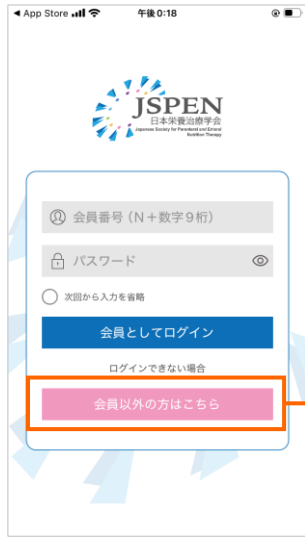 App Store 午後0:18
JSPEN
日本栄養治療学会
Japanese Society for Parenteral and Enteral
Nutrition Therapy
会員番号（N＋数字9桁）
パスワード
次回から入力を省略
会員としてログイン
ログインできない場合
会員以外の方はこちら